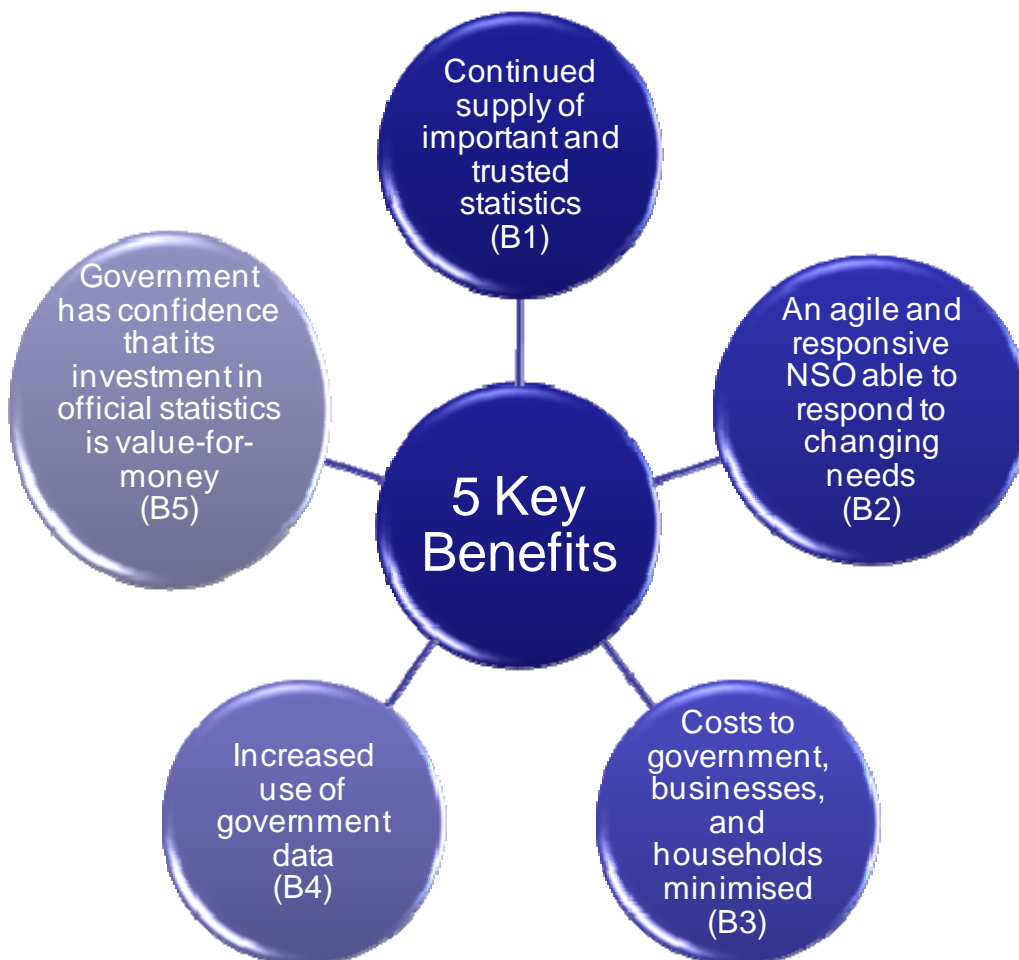 Continued
supply of
important and
trusted
statistics
(B1)
An agile and
responsive
NSO able to
respond to
changing
needs
(B2)
Costs to
government,
businesses,
and
households
minimised
(B3)
Increased
use of
government
data
(B4)
Government
has confidence
that its
investment in
official statistics
is value-for-
money
(B5)
5 Key
Benefits